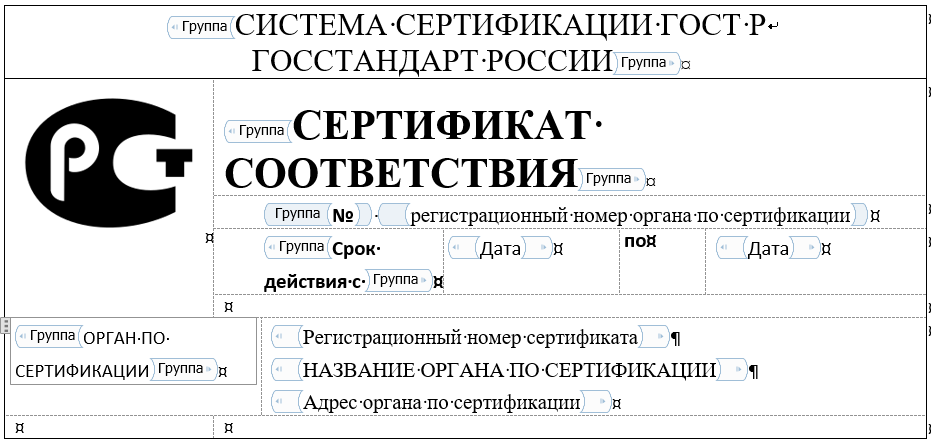 Группа СИСТЕМА СЕРТИФИКАЦИИ ГОСТ Р
ГОССТАНДАРТ РОССИИ Группа
РСТ
Группа СЕРТИФИКАТ
СООТВЕТСТВИЯ Группа
Группа № регистрационный номер органа по сертификации
Группа Срок
действия с Группа
Дата
по
Дата
Группа ОРГАН ПО
СЕРТИФИКАЦИИ Группа
Регистрационный номер сертификата
НАЗВАНИЕ ОРГАНА ПО СЕРТИФИКАЦИИ
Адрес органа по сертификации